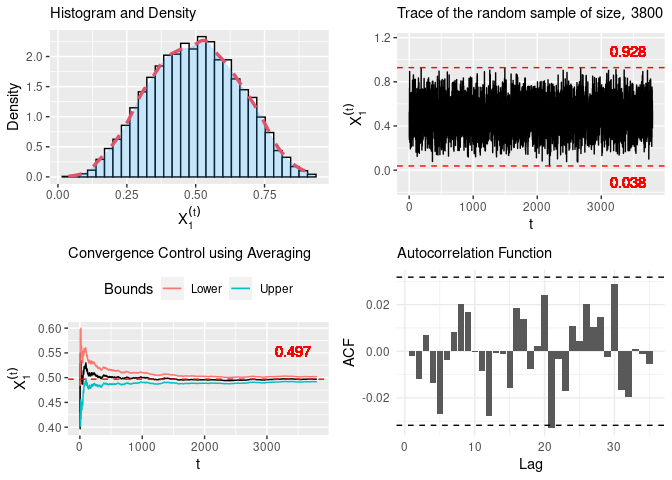 Histogram and Density
Density
2.0
1.5
1.0
0.5
0.0
0.00
0.25
0.50
0.75
X₁⁽ᵗ⁾
Trace of the random sample of size, 3800
X₁⁽ᵗ⁾
1.2
0.8
0.4
0.0
0.928
0.038
0
1000
2000
3000
t
Convergence Control using Averaging
Bounds Lower Upper
X₁⁽ᵗ⁾
0.60
0.55
0.50
0.45
0.40
0.497
0
1000
2000
3000
t
Autocorrelation Function
ACF
0.02
0.00
-0.02
0
10
20
30
Lag